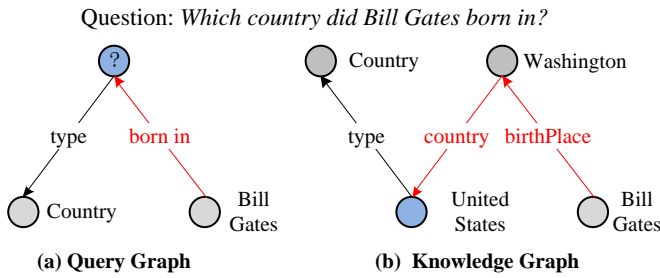 Question: Which country did Bill Gates born in?
?
Country
Washington
type
born in
type
country
birthPlace
Country
Bill
Gates
United
States
Bill
Gates
(a) Query Graph
(b) Knowledge Graph